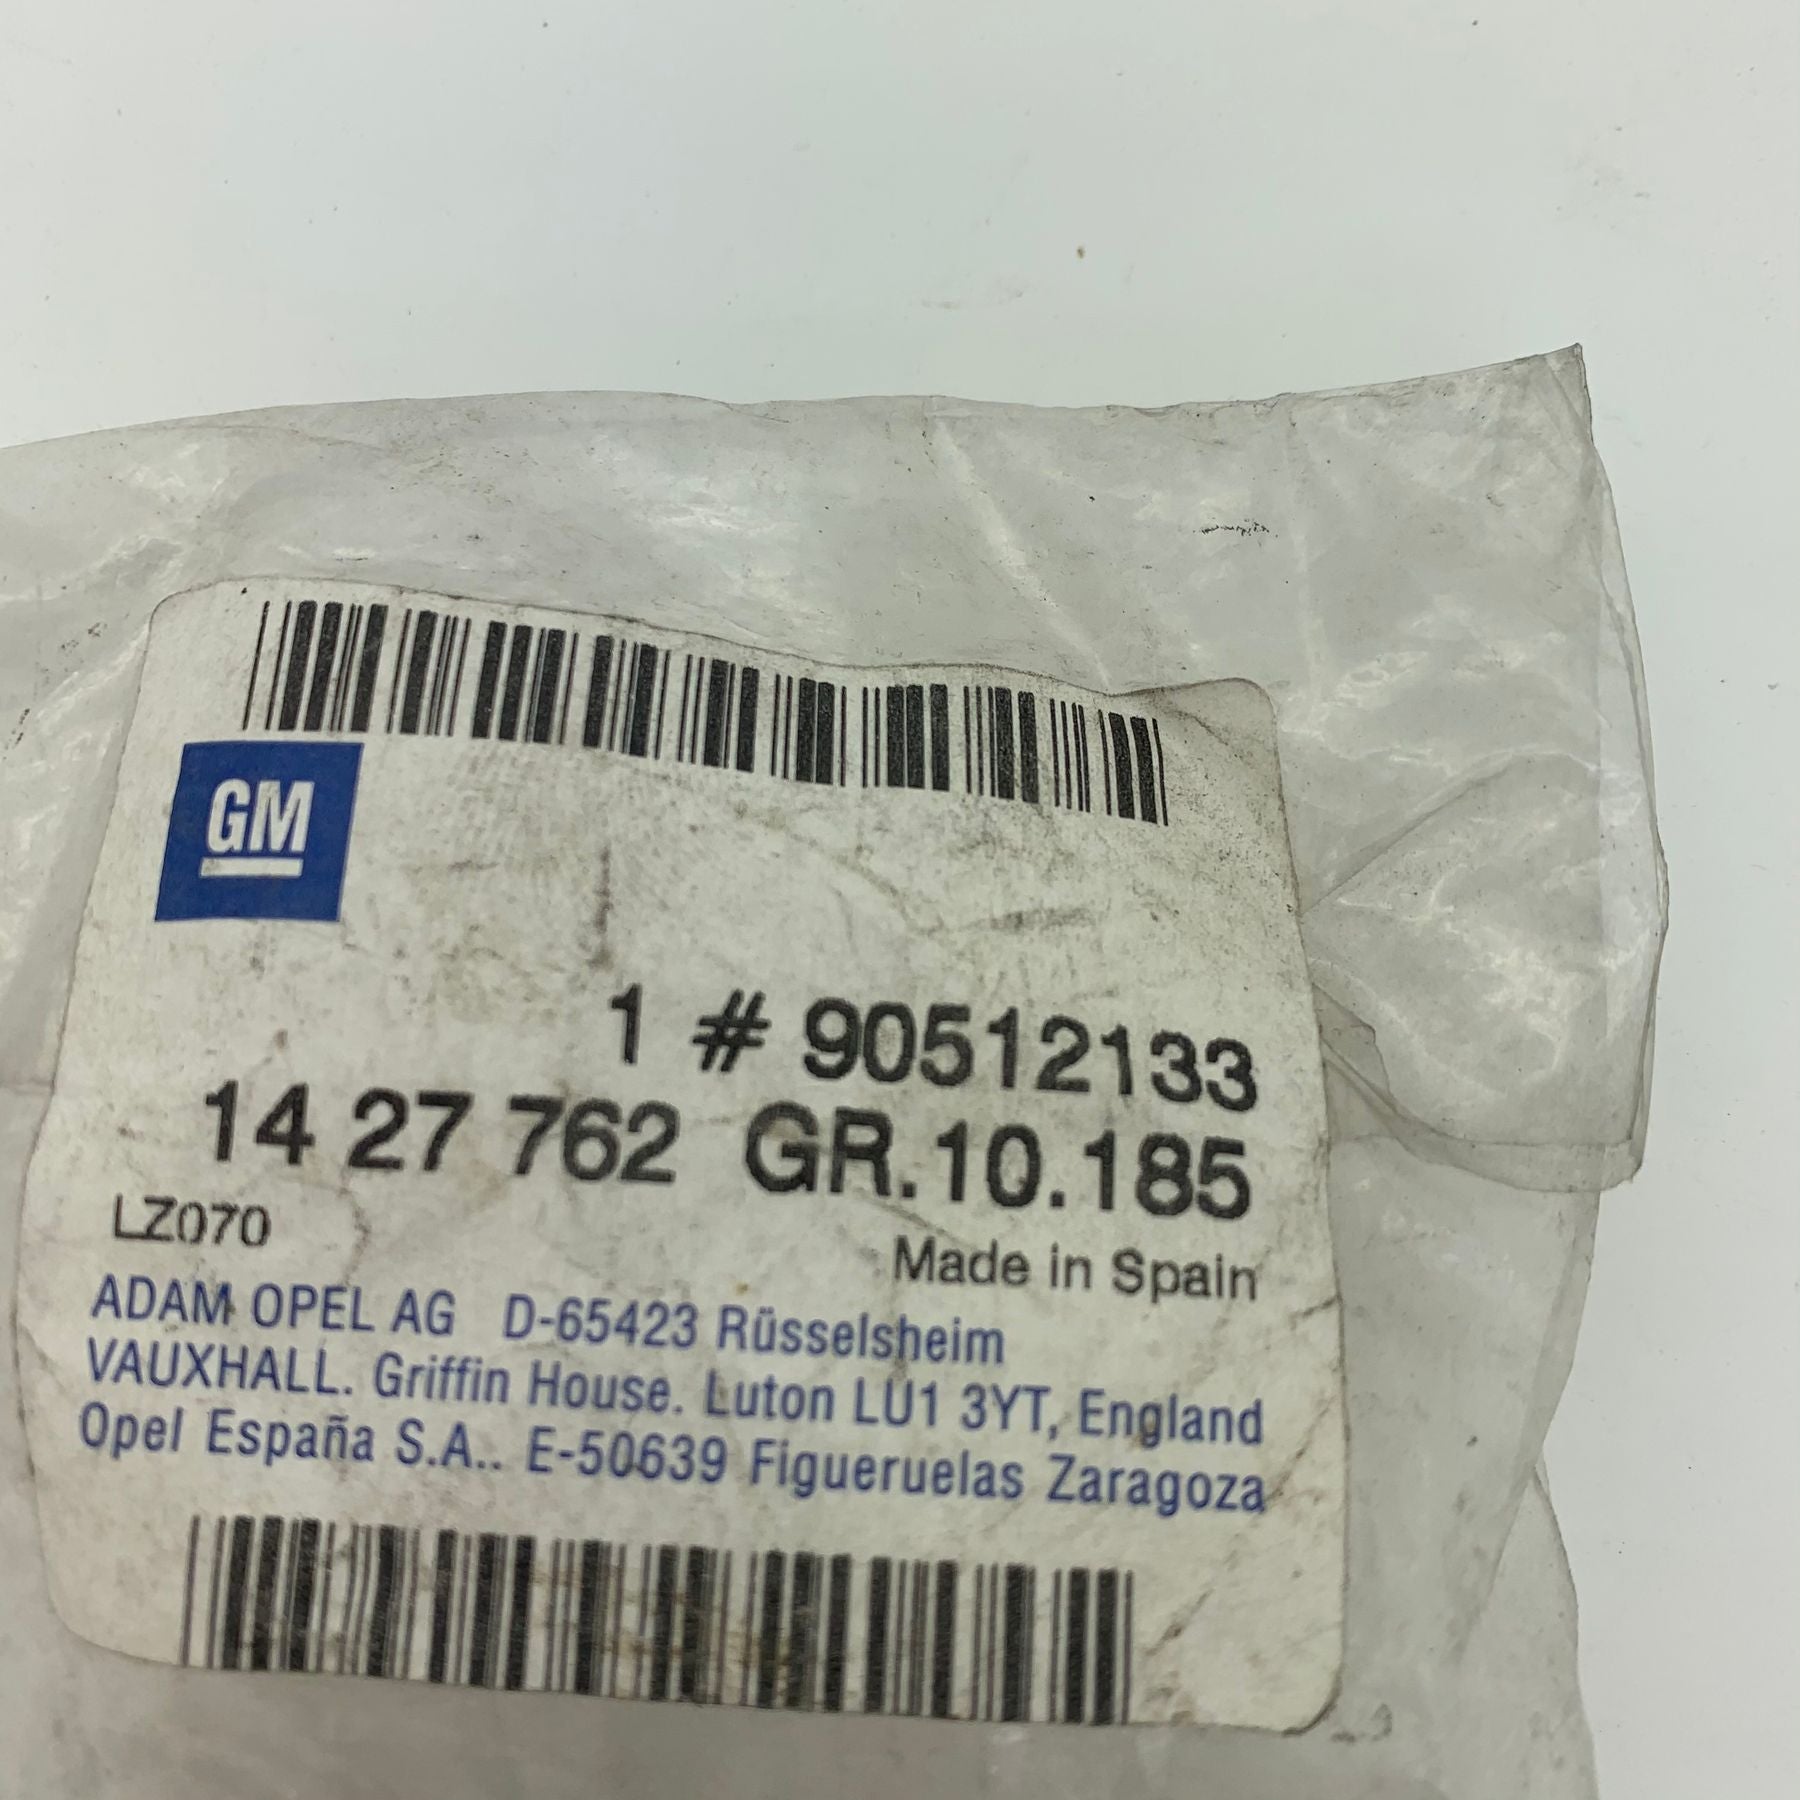 GM
1 # 90512133
14 27 762 GR.10.185
LZ070
Made in Spain
ADAM OPEL AG D-65423 Rüsselsheim
VAUXHALL. Griffin House. Luton LU1 3YT, England
Opel España S.A.. E-50639 Figueruelas Zaragoza